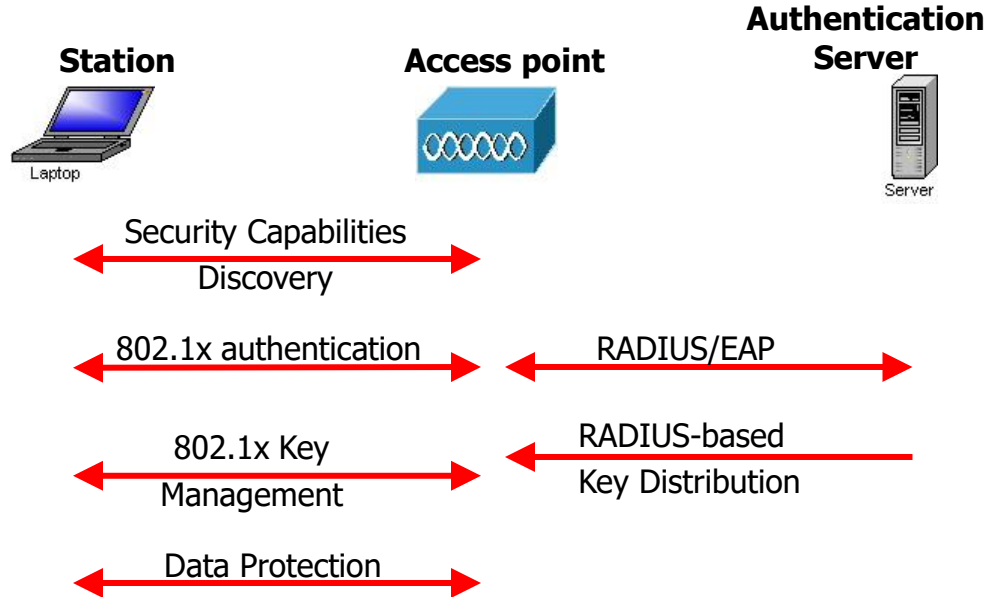 Authentication
Server
Station
Access point
Laptop
Server
Security Capabilities
Discovery
802.1x authentication
RADIUS/EAP
802.1x Key
Management
RADIUS-based
Key Distribution
Data Protection